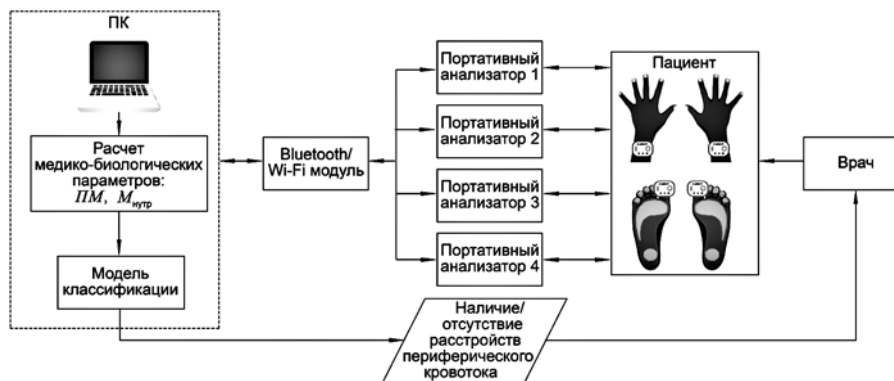 ПК
Расчет
медико-биологических
параметров:
ПМ, Мнутр
Модель
классификации
Bluetooth/
Wi-Fi модуль
Портативный
анализатор 1
Портативный
анализатор 2
Портативный
анализатор 3
Портативный
анализатор 4
Пациент
Врач
Наличие/
отсутствие
расстройств
периферического
кровотока